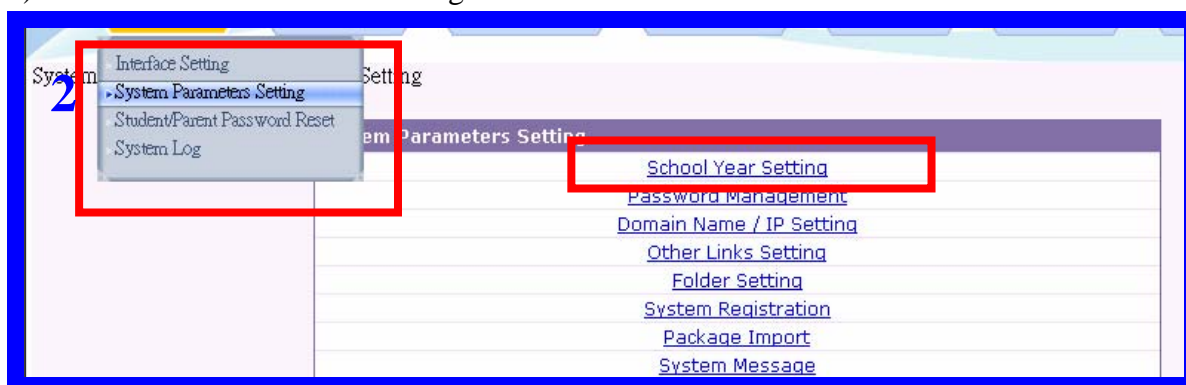 System
Setting
2
Interface Setting
System Parameters Setting
Student/Parent Password Reset
System Log
em Parameters Setting
School Year Setting
Password Management
Domain Name / IP Setting
Other Links Setting
Folder Setting
System Registration
Package Import
System Message